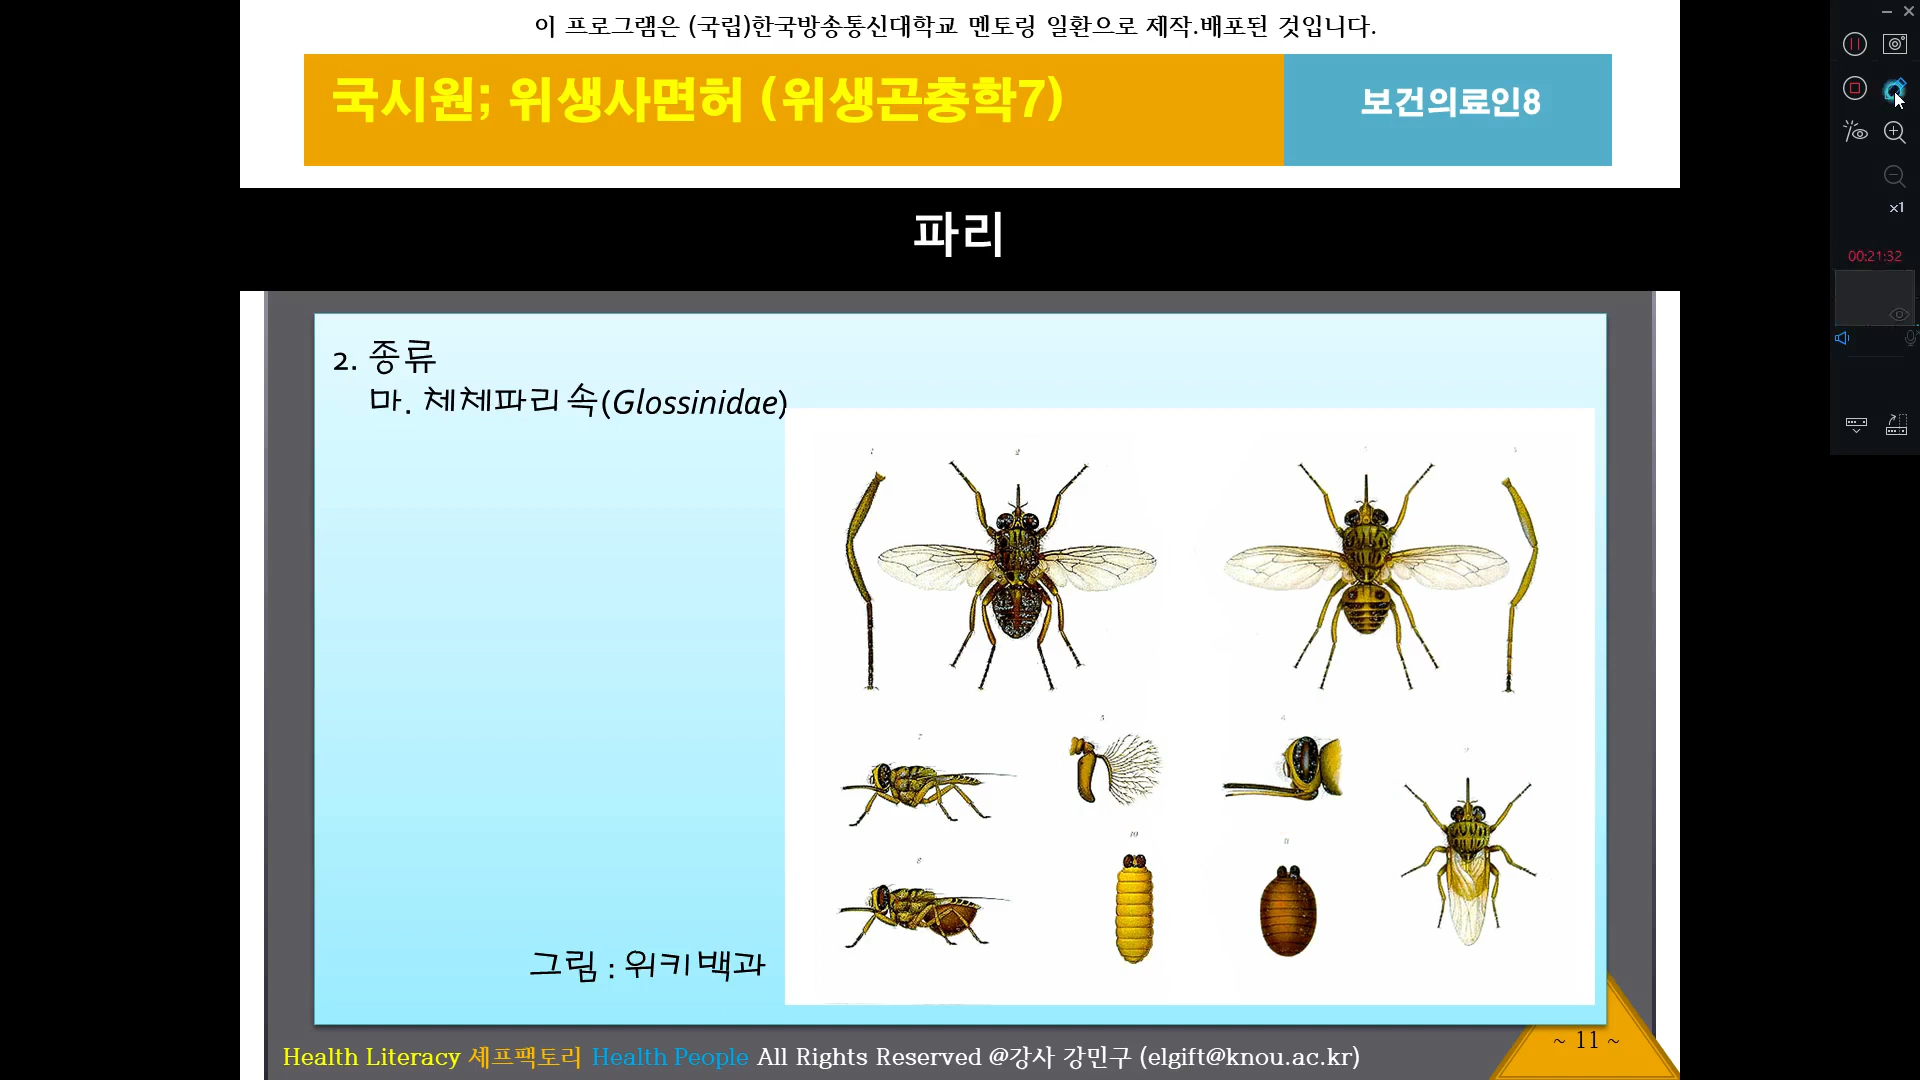 이 프로그램은 (국립)한국방송통신대학교 멘토링 일환으로 제작.배포된 것입니다.
국시원; 위생사면허 (위생곤충학7)
보건의료인8
파리
2. 종류
마. 체체파리속(Glossinidae)
10
8
그림 : 위키백과
~ 11 ~
Health Literacy 셰프팩토리 Health People All Rights Reserved @강사 강민구 (elgift@knou.ac.kr)
x1
00:21:32